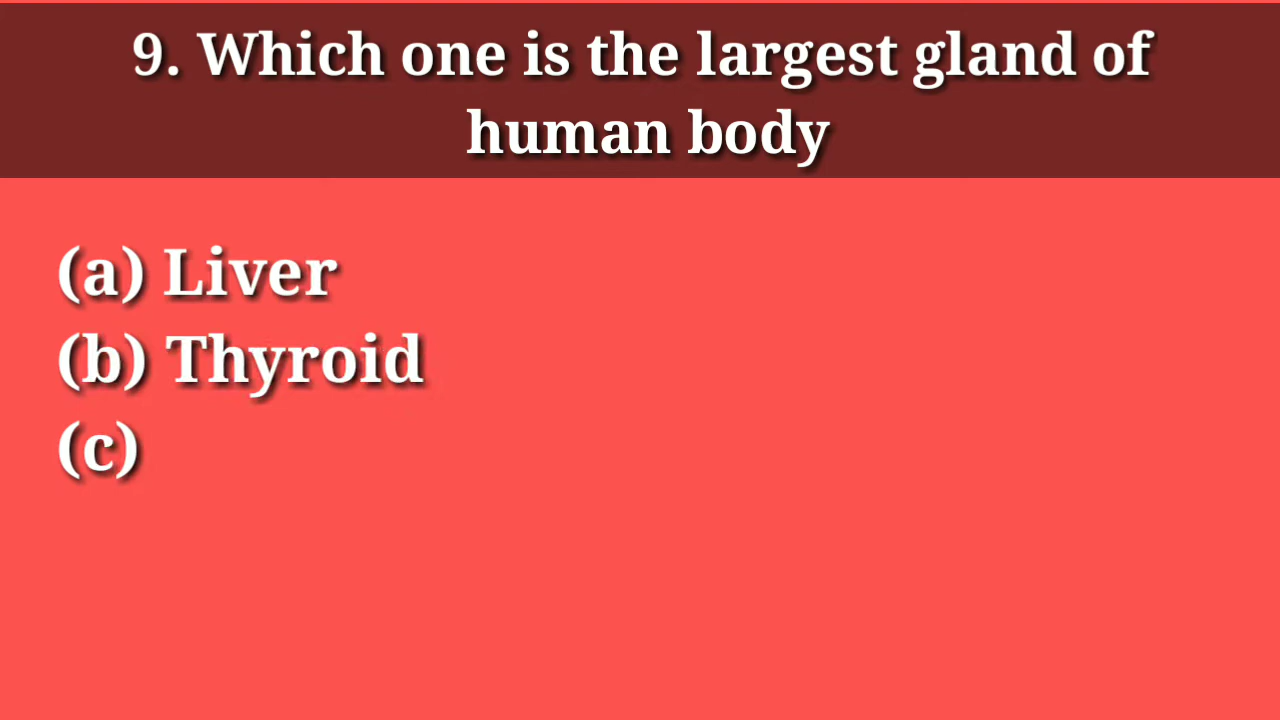 9. Which one is the largest gland of
human body
(a) Liver
(b) Thyroid
(c)